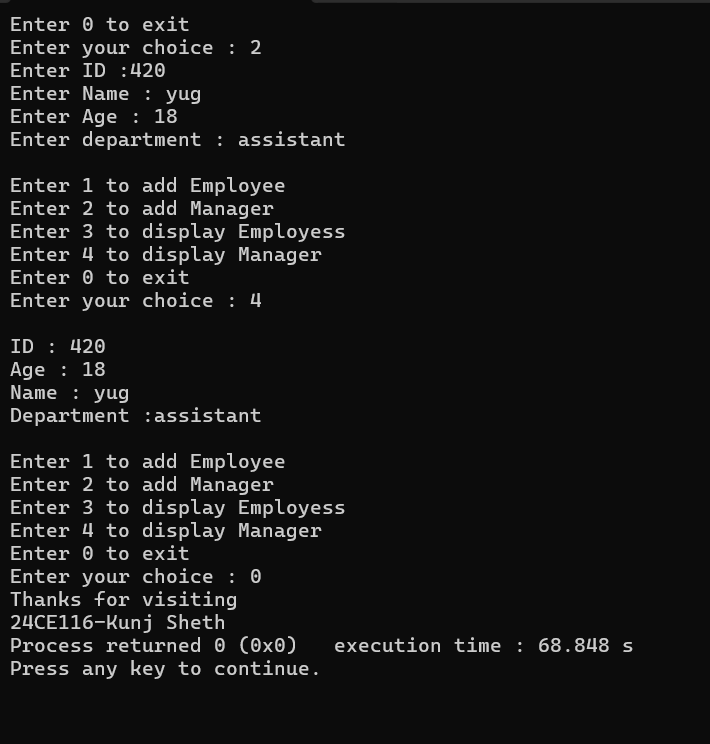 Enter 0 to exit
Enter your choice : 2
Enter ID :420
Enter Name : yug
Enter Age : 18
Enter department : assistant
Enter 1 to add Employee
Enter 2 to add Manager
Enter 3 to display Employess
Enter 4 to display Manager
Enter 0 to exit
Enter your choice : 4
ID : 420
Age : 18
Name : yug
Department :assistant
Enter 1 to add Employee
Enter 2 to add Manager
Enter 3 to display Employess
Enter 4 to display Manager
Enter 0 to exit
Enter your choice : 0
Thanks for visiting
24CE116-Kunj Sheth
Process returned 0 (0x0)   execution time : 68.848 s
Press any key to continue.